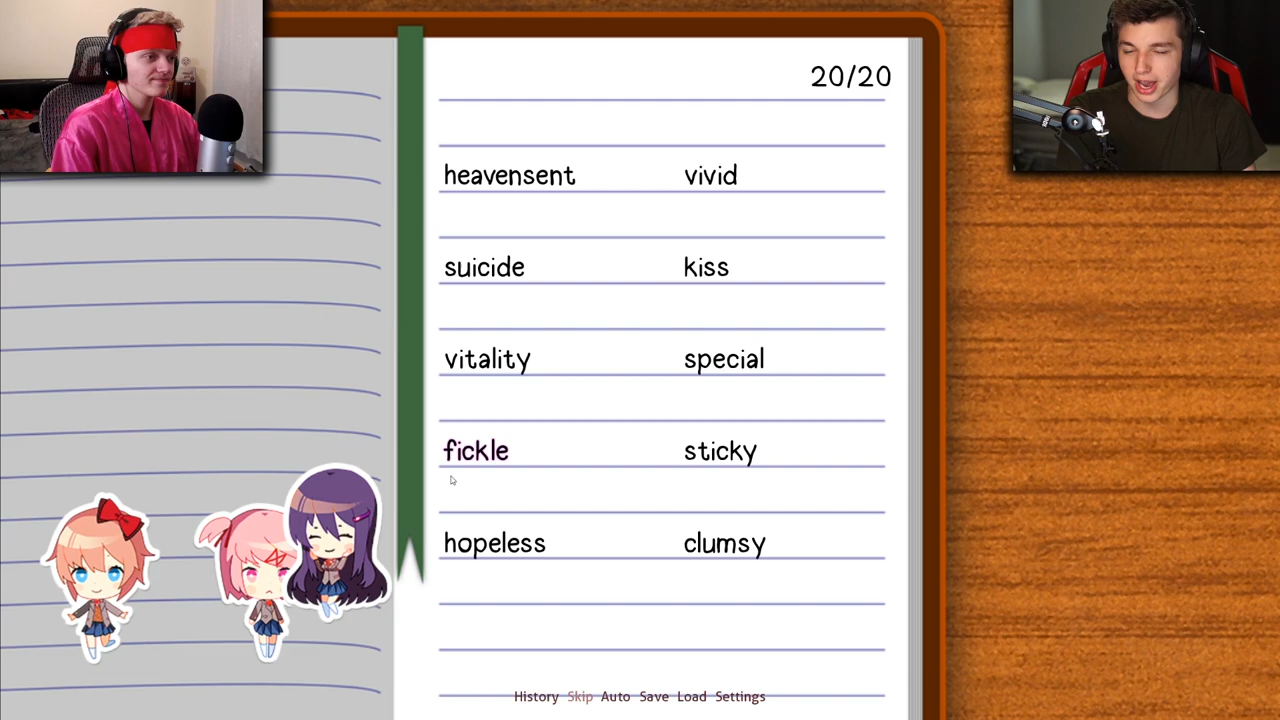 20/20
heavensent vivid
suicide kiss
vitality special
fickle sticky
hopeless clumsy
History Skip Auto Save Load Settings